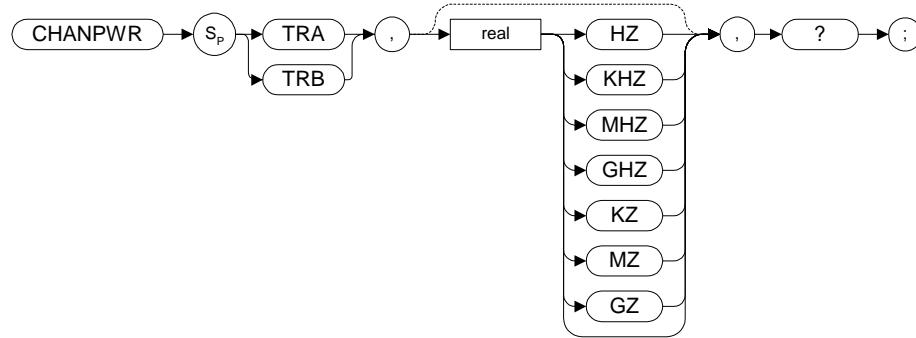 CHANPWR SP TRA , real HZ , ? ;
TRB KHZ
MHZ
GHZ
KZ
MZ
GZ